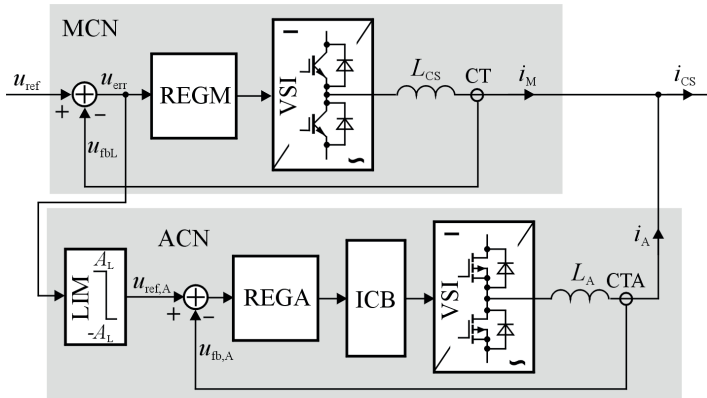 MCN
u_ref
u_err
+
−
u_fbL
REGM
VSI
L_CS
CT
i_M
i_CS
ACN
LIM
A_L
-A_L
u_ref,A
+
−
u_fb,A
REGA
ICB
VSI
L_A
CTA
i_A